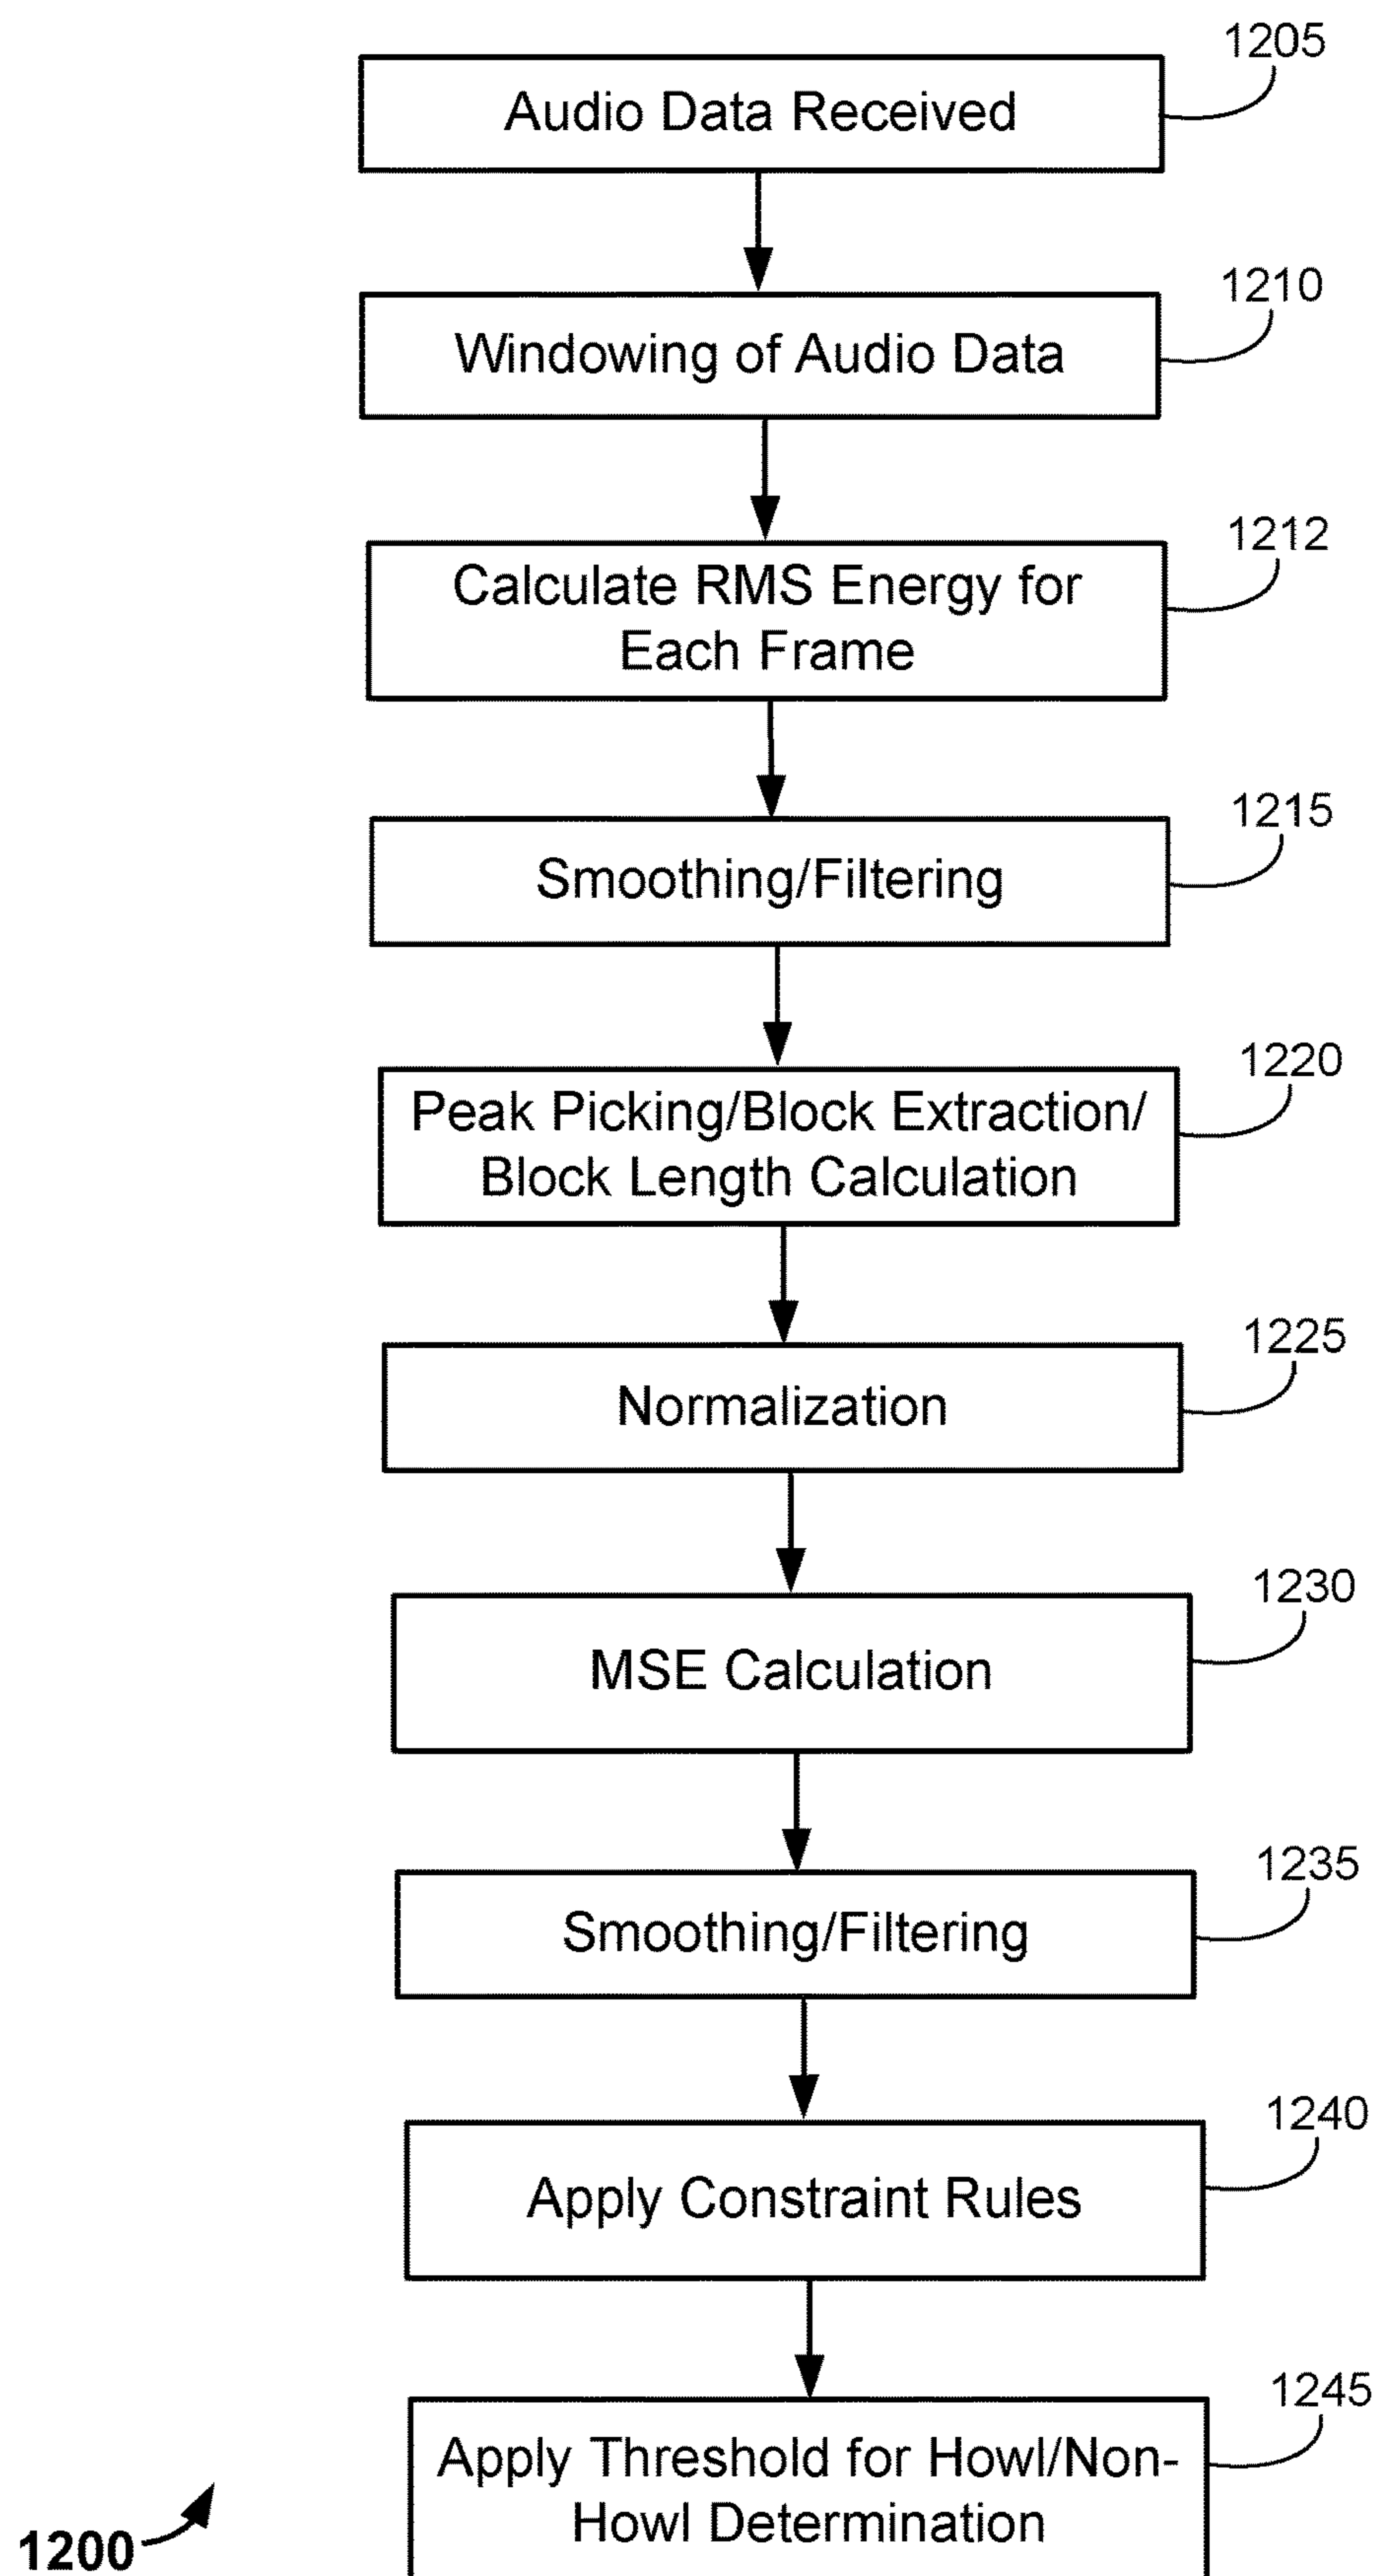 1205
Audio Data Received
1210
Windowing of Audio Data
1212
Calculate RMS Energy for
Each Frame
1215
Smoothing/Filtering
1220
Peak Picking/Block Extraction/
Block Length Calculation
1225
Normalization
1230
MSE Calculation
1235
Smoothing/Filtering
1240
Apply Constraint Rules
1245
Apply Threshold for Howl/Non-
Howl Determination
1200